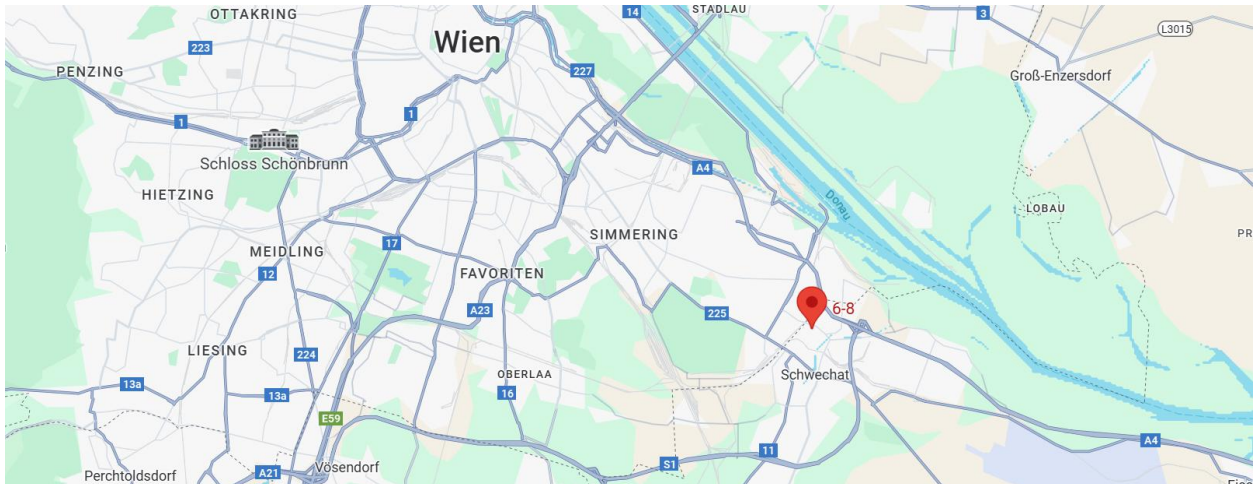 OTTAKRING
14
STADLAU
3
L3015
223
Wien
PENZING
227
Groß-Enzersdorf
1
1
Schloss Schönbrunn
A4
HIETZING
Donau
LOBAU
SIMMERING
PR
MEIDLING
17
12
FAVORITEN
A23
225
6-8
LIESING
224
OBERLAA
Schwechat
13a
13a
16
E59
A4
11
S1
Perchtoldsdorf
A21
Vösendorf